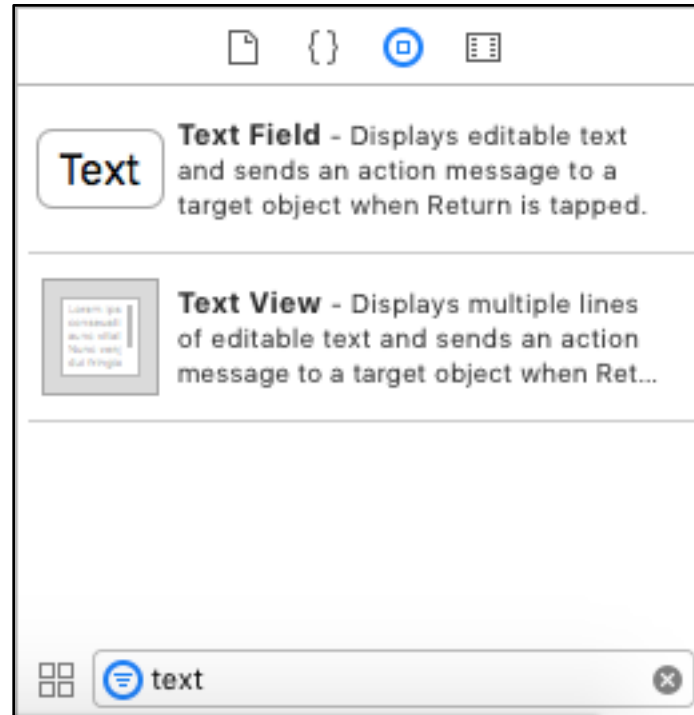 { }
Text Field - Displays editable text
and sends an action message to a
target object when Return is tapped.
Text
Text View - Displays multiple lines
of editable text and sends an action
message to a target object when Ret...
text